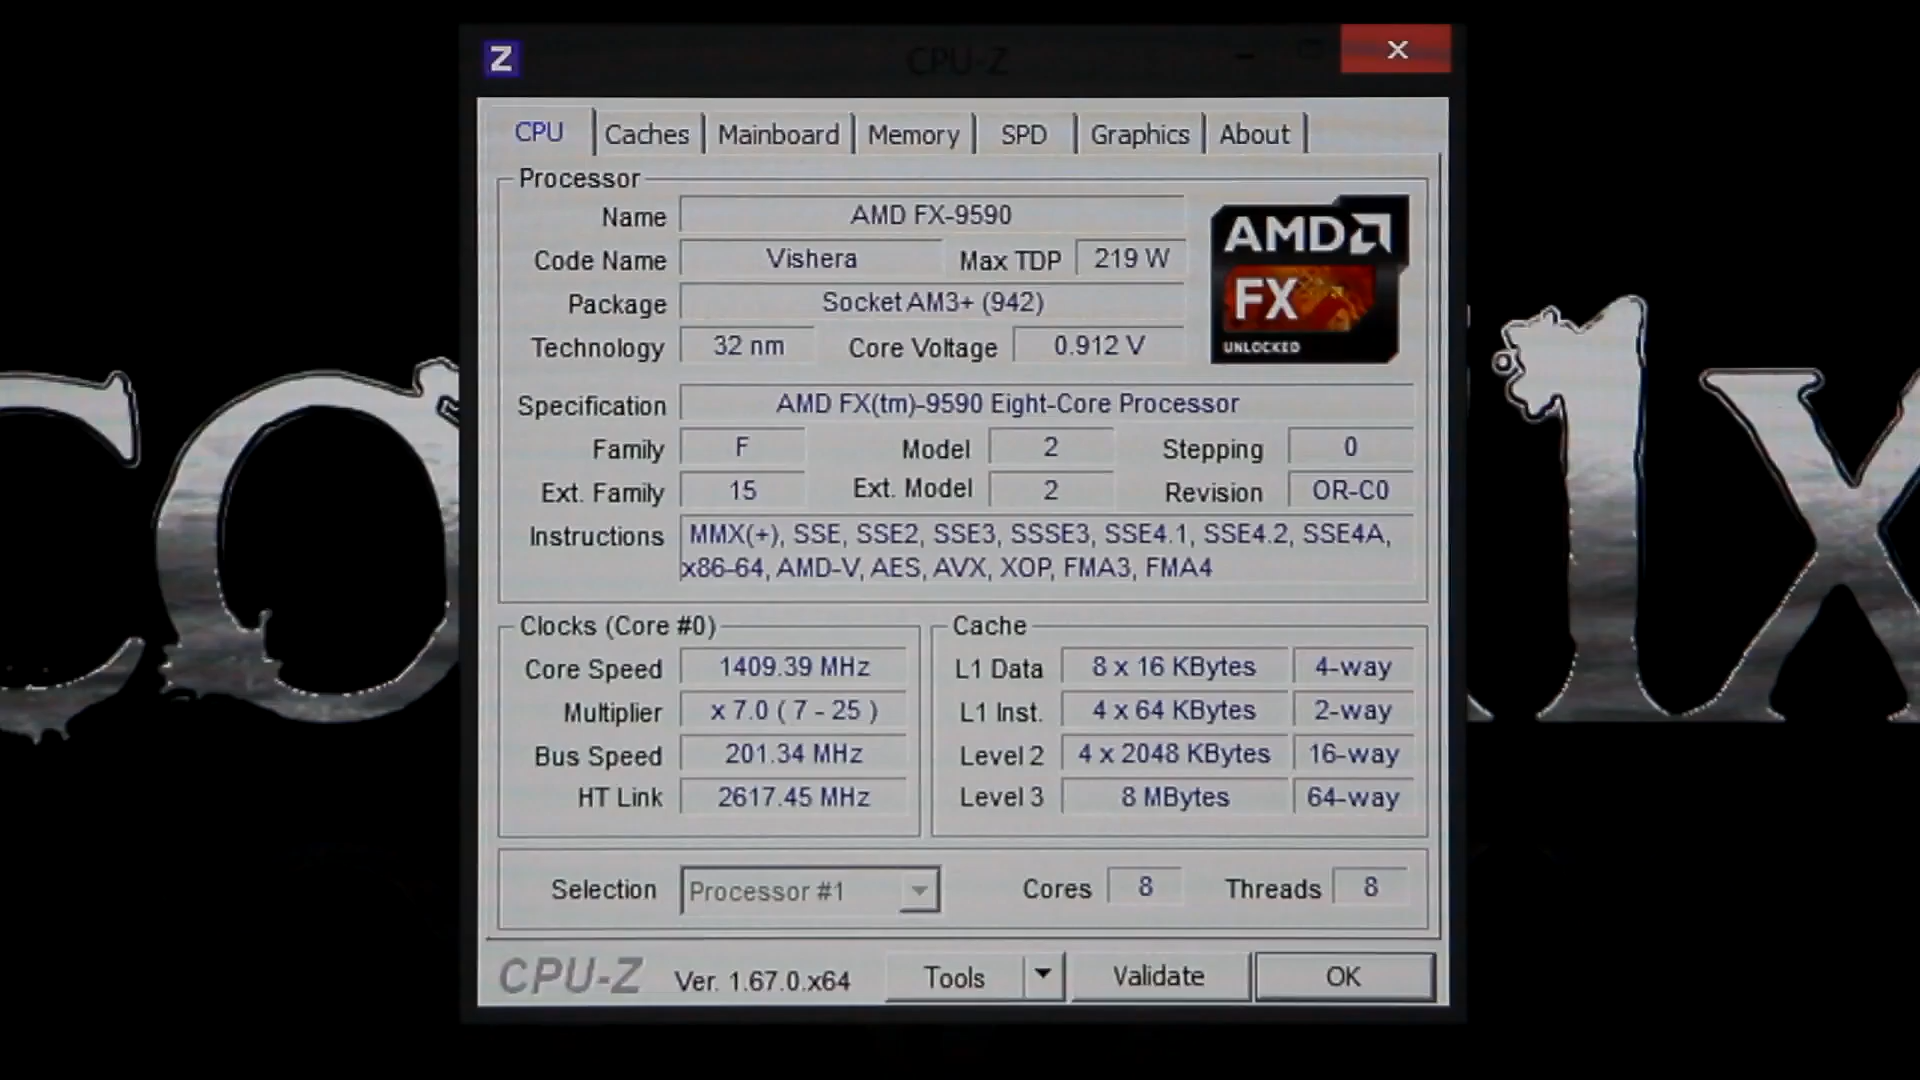 Z CPU-Z x
CPU Caches Mainboard Memory SPD Graphics About
Processor
Name AMD FX-9590
Code Name Vishera Max TDP 219 W
Package Socket AM3+ (942)
Technology 32 nm Core Voltage 0.912 V
AMD
FX
UNLOCKED
Specification AMD FX(tm)-9590 Eight-Core Processor
Family F Model 2 Stepping 0
Ext. Family 15 Ext. Model 2 Revision OR-C0
Instructions MMX(+), SSE, SSE2, SSE3, SSSE3, SSE4.1, SSE4.2, SSE4A,
x86-64, AMD-V, AES, AVX, XOP, FMA3, FMA4
Clocks (Core #0)
Core Speed 1409.39 MHz
Multiplier x 7.0 ( 7 - 25 )
Bus Speed 201.34 MHz
HT Link 2617.45 MHz
Cache
L1 Data 8 x 16 KBytes 4-way
L1 Inst. 4 x 64 KBytes 2-way
Level 2 4 x 2048 KBytes 16-way
Level 3 8 MBytes 64-way
Selection Processor #1 Cores 8 Threads 8
CPU-Z Ver. 1.67.0.x64 Tools Validate OK